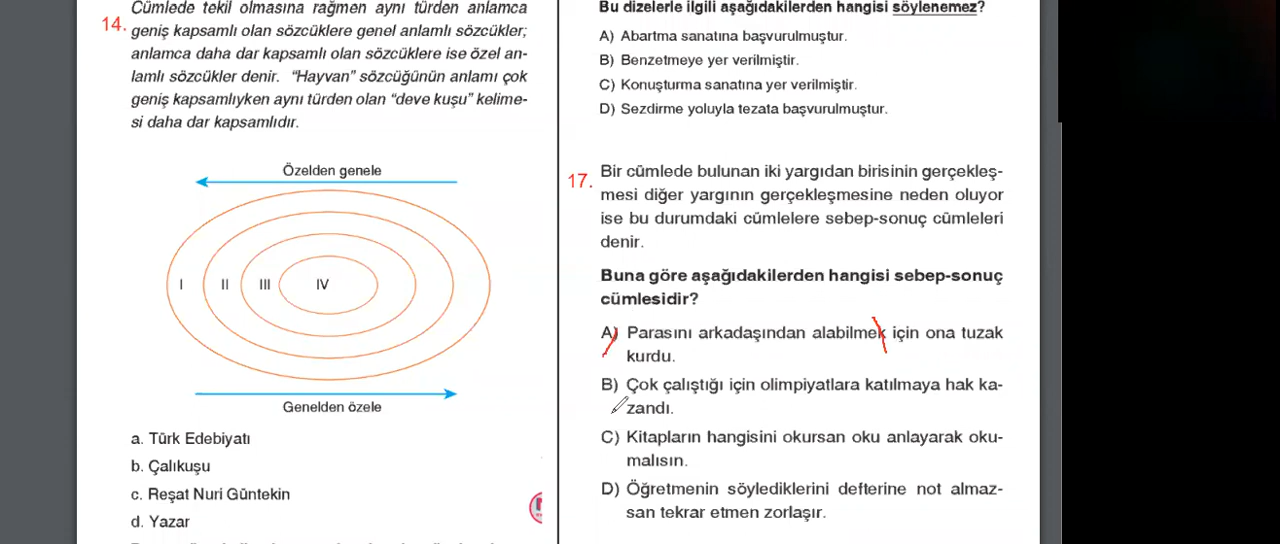 Cümlede tekil olmasına rağmen aynı türden anlamca
14. geniş kapsamlı olan sözcüklere genel anlamlı sözcükler;
anlamca daha dar kapsamlı olan sözcüklere ise özel an-
lamlı sözcükler denir. “Hayvan” sözcüğünün anlamı çok
geniş kapsamlıyken aynı türden olan “deve kuşu” kelime-
si daha dar kapsamlıdır.
Özelden genele
I II III IV
Genelden özele
a. Türk Edebiyatı
b. Çalıkuşu
c. Reşat Nuri Güntekin
d. Yazar
Bu dizelerle ilgili aşağıdakilerden hangisi söylenemez?
A) Abartma sanatına başvurulmuştur.
B) Benzetmeye yer verilmiştir.
C) Konuşturma sanatına yer verilmiştir.
D) Sezdirme yoluyla tezata başvurulmuştur.
17. Bir cümlede bulunan iki yargıdan birisinin gerçekleş-
mesi diğer yargının gerçekleşmesine neden oluyor
ise bu durumdaki cümlelere sebep-sonuç cümleleri
denir.
Buna göre aşağıdakilerden hangisi sebep-sonuç
cümlesidir?
A) Parasını arkadaşından alabilmek için ona tuzak
kurdu.
B) Çok çalıştığı için olimpiyatlara katılmaya hak ka-
zandı.
C) Kitapların hangisini okursan oku anlayarak oku-
malısın.
D) Öğretmenin söylediklerini defterine not almaz-
san tekrar etmen zorlaşır.